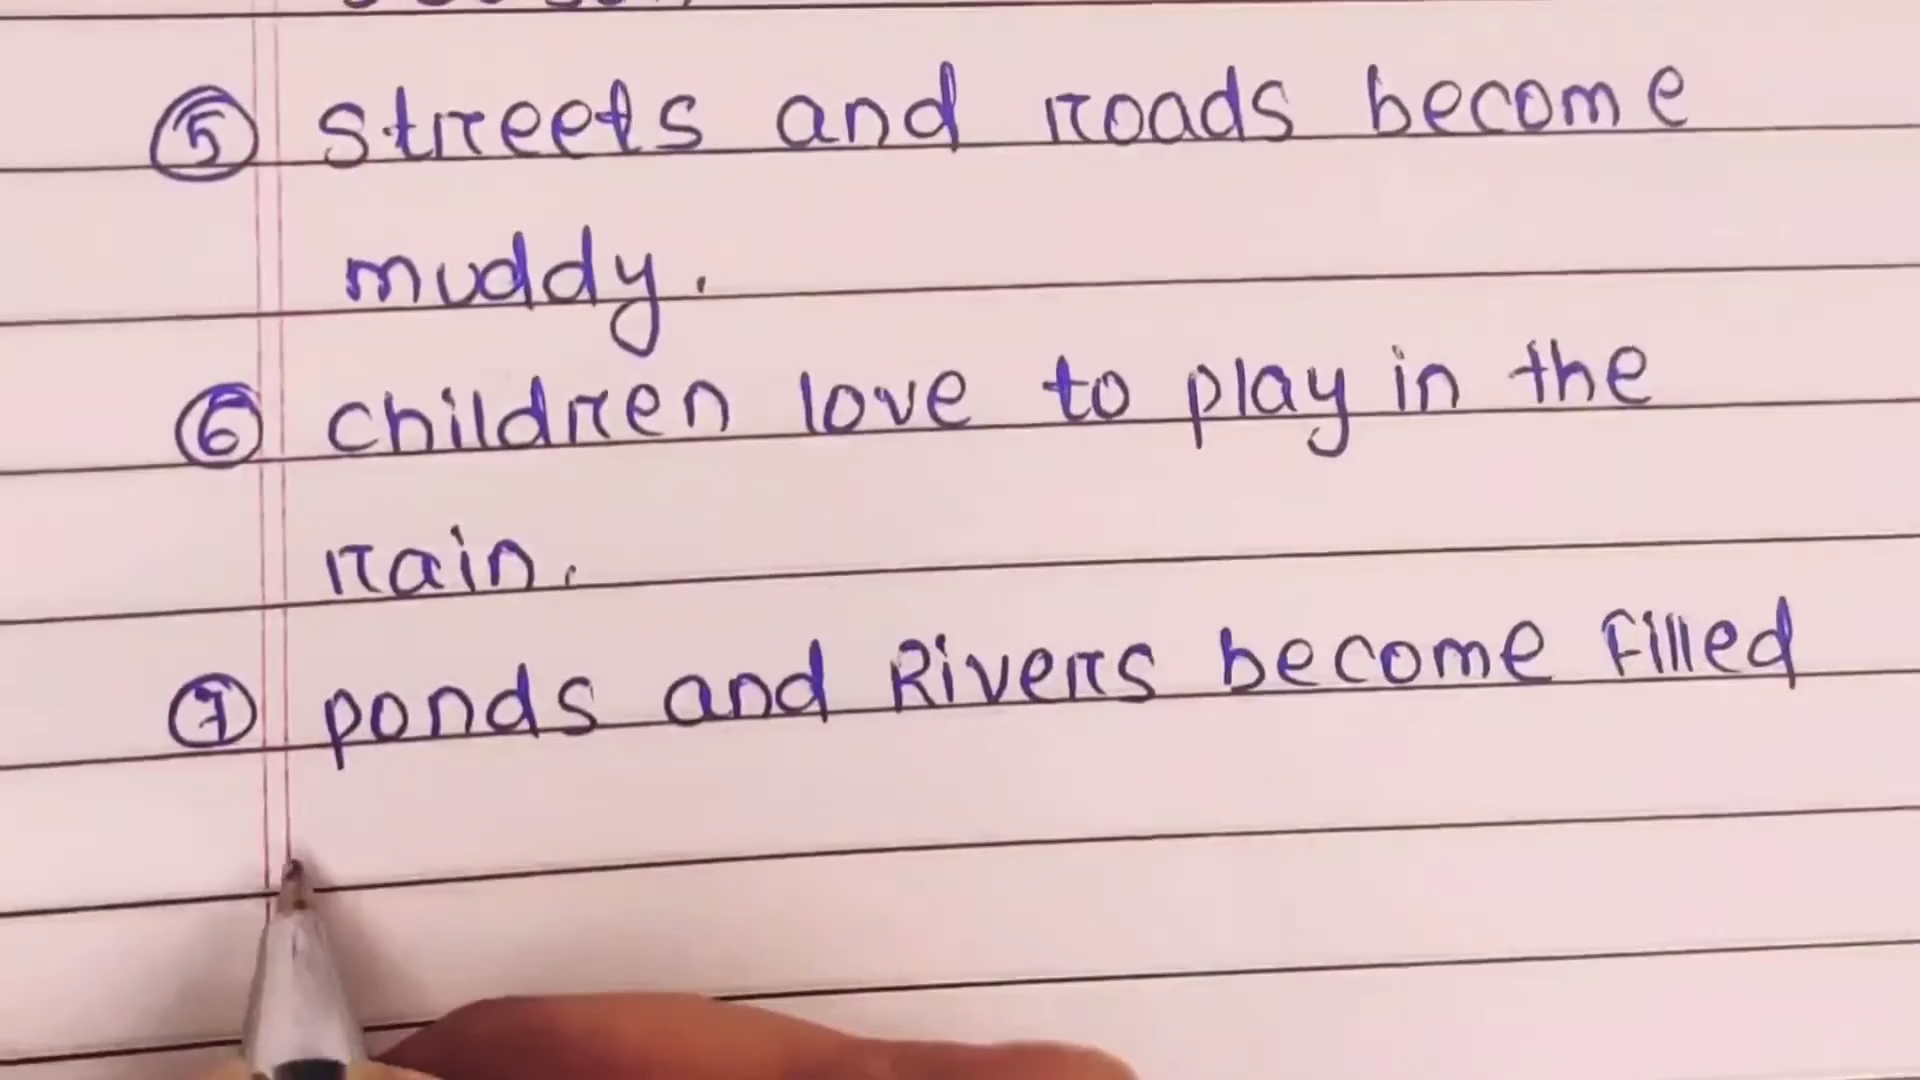 ⑤ streets and roads become
muddy.
⑥ children love to play in the
rain.
⑦ ponds and Rivers become filled